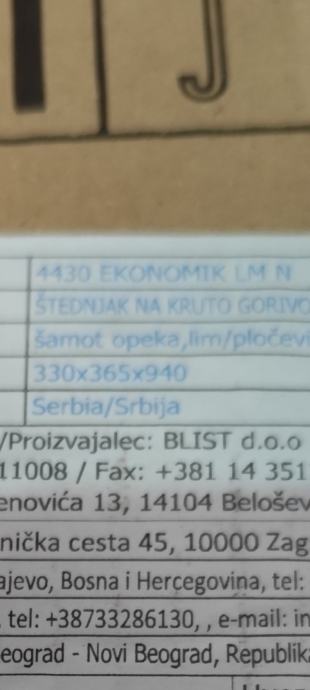 J
4430 EKONOMIK LM N
ŠTEDNJAK NA KRUTO GORIVO
šamot opeka,lim/pločevi
330x365x940
Serbia/Srbija
/Proizvajalec: BLIST d.o.o
11008 / Fax: +381 14 351
enovića 13, 14104 Belošev
nička cesta 45, 10000 Zag
ajevo, Bosna i Hercegovina, tel:
, tel: +38733286130, , e-mail: in
eograd - Novi Beograd, Republika